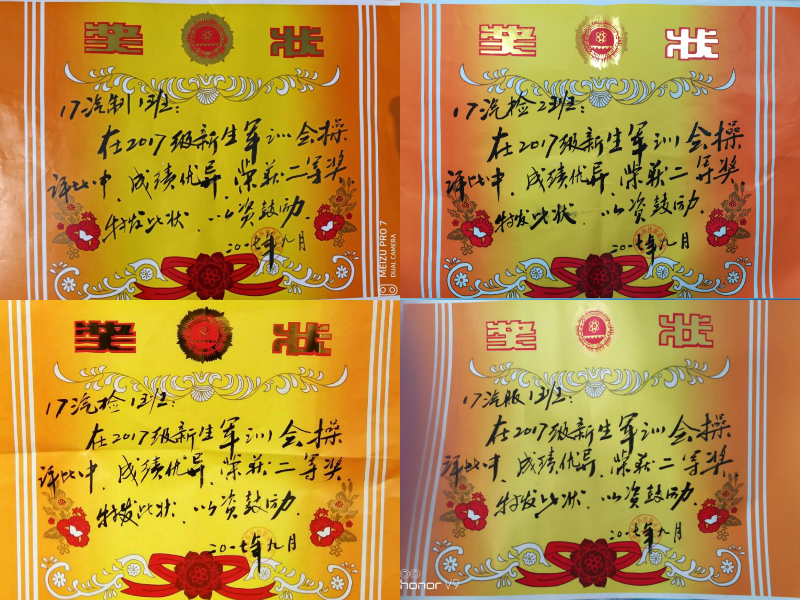 奖 状
17汽制1班：
在2017级新生军训会操
评比中，成绩优异，荣获二等奖
特发此状，以资鼓励。
二〇一七年九月
MEIZU PRO 7
DUAL CAMERA
奖 状
17汽检2班：
在2017级新生军训会操
评比中，成绩优异，荣获二等奖
特发此状，以资鼓励。
二〇一七年九月
奖 状
17汽检1班：
在2017级新生军训会操
评比中，成绩优异，荣获二等奖
特发此状，以资鼓励。
二〇一七年九月
奖 状
17汽服1班：
在2017级新生军训会操
评比中，成绩优异，荣获二等奖
特发此状，以资鼓励。
二〇一七年九月
honor V9